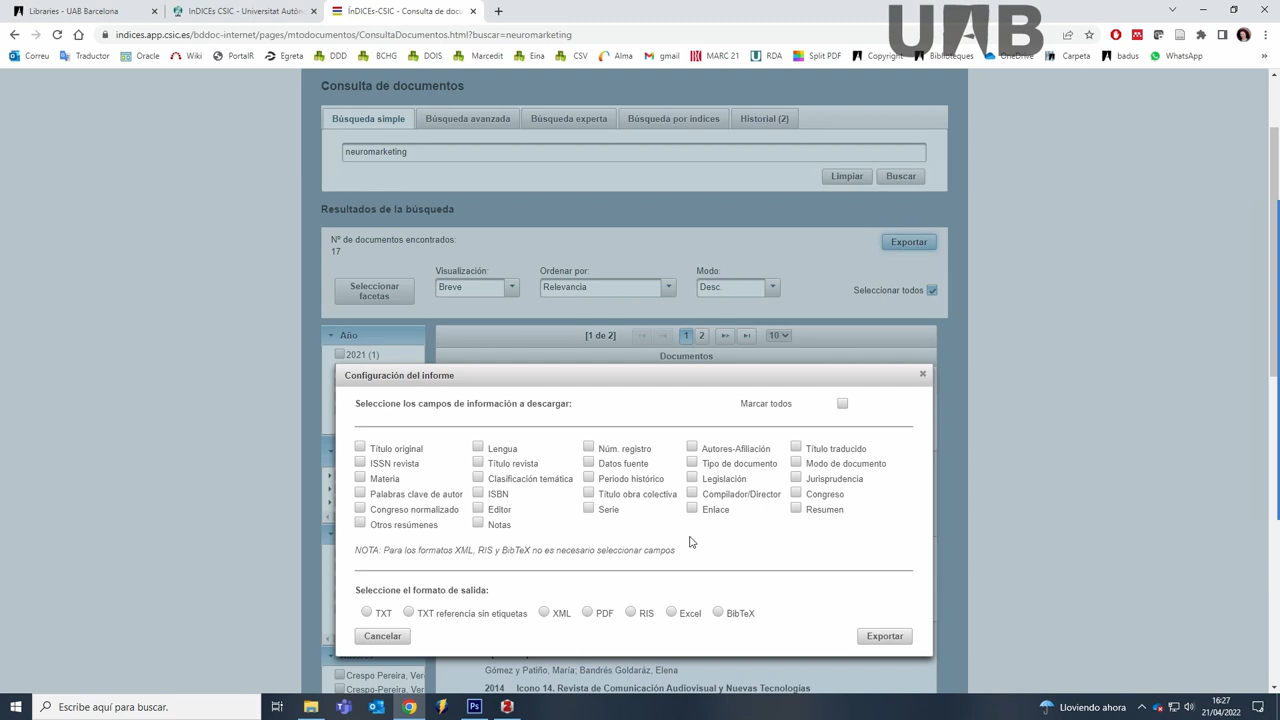 Libraries - UAB Barcelona
ÍnDICEs CSIC - Universitat Autòn
ÍnDICEs-CSIC - Consulta de docu
indices.app.csic.es/bddoc-internet/pages/mtodocumentos/ConsultaDocumentos.html?buscar=neuromarketing
UAB
Correu
Traductor
Oracle
Wiki
PortalR
Egreta
DDD
BCHG
DOIS
Marcedit
Eina
CSV
Alma
gmail
MARC 21
RDA
Split PDF
Copyright
Biblioteques
OneDrive
Carpeta
badus
WhatsApp
Consulta de documentos
Búsqueda simple
Búsqueda avanzada
Búsqueda experta
Búsqueda por indices
Historial (2)
neuromarketing
Limpiar
Buscar
Resultados de la búsqueda
Nº de documentos encontrados:
17
Exportar
Seleccionar facetas
Visualización:
Breve
Ordenar por:
Relevancia
Modo:
Desc.
Seleccionar todos
Año
[1 de 2]
1
2
10
2021 (1)
Documentos
Configuración del informe
Seleccione los campos de información a descargar:
Marcar todos
Título original
Lengua
Núm. registro
Autores-Afiliación
Título traducido
ISSN revista
Título revista
Datos fuente
Tipo de documento
Modo de documento
Materia
Clasificación temática
Período histórico
Legislación
Jurisprudencia
Palabras clave de autor
ISBN
Título obra colectiva
Compilador/Director
Congreso
Congreso normalizado
Editor
Serie
Enlace
Resumen
Otros resúmenes
Notas
NOTA: Para los formatos XML, RIS y BibTeX no es necesario seleccionar campos
Seleccione el formato de salida:
TXT
TXT referencia sin etiquetas
XML
PDF
RIS
Excel
BibTeX
Cancelar
Exportar
Crespo Pereira, Ver
Crespo-Pereira, Ver
Gómez y Patiño, María; Bandrés Goldaráz, Elena
2014 Icono 14. Revista de Comunicación Audiovisual y Nuevas Tecnologías
Escribe aquí para buscar.
Lloviendo ahora
16:27
21/04/2022